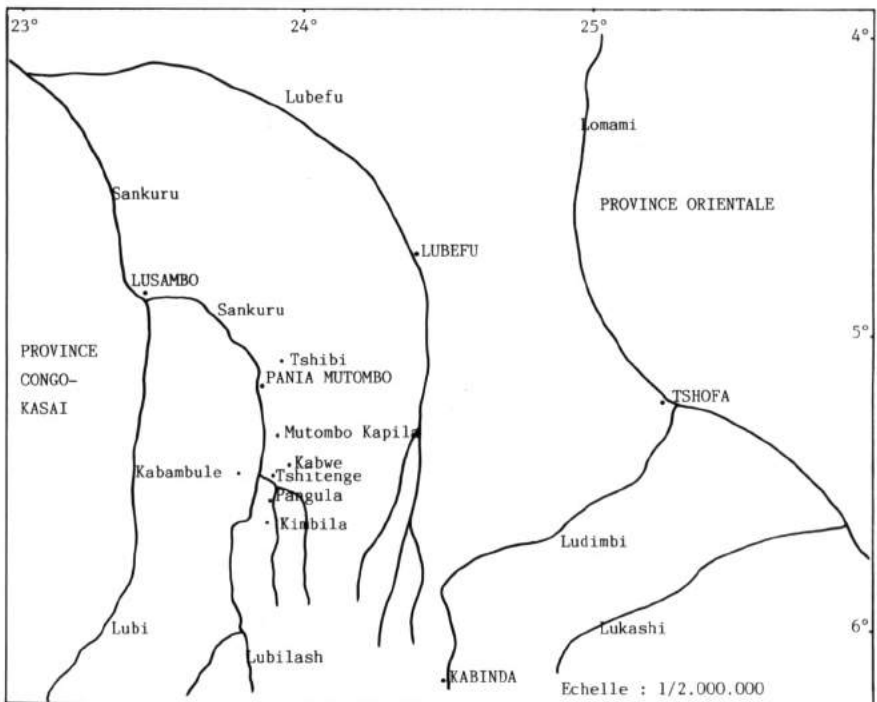 23°
24°
25°
4°
Lubefu
Lomami
Sankuru
PROVINCE ORIENTALE
LUBEFU
LUSAMBO
Sankuru
5°
PROVINCE
CONGO-
KASAI
Tshibi
PANIA MUTOMBO
TSHOFA
Mutombo Kapila
Kabwe
Kabambule
Tshitenge
Pangula
Kimbila
Ludimbi
Lubi
Lukashi
6°
Lubilash
KABINDA
Echelle : 1/2.000.000